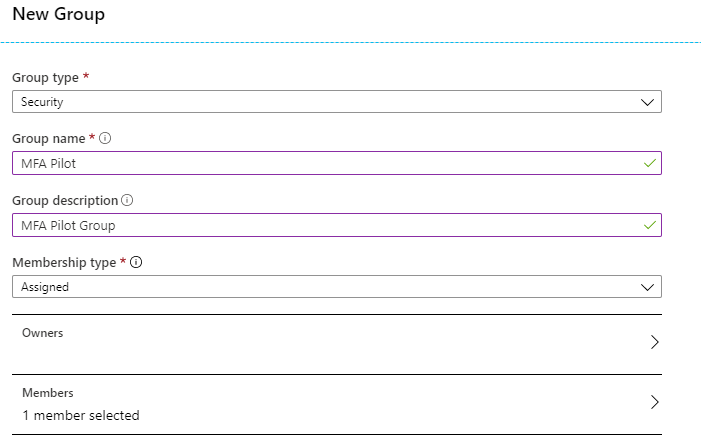 New Group
Group type *
Security
Group name *
MFA Pilot
Group description
MFA Pilot Group
Membership type *
Assigned
Owners
Members
1 member selected